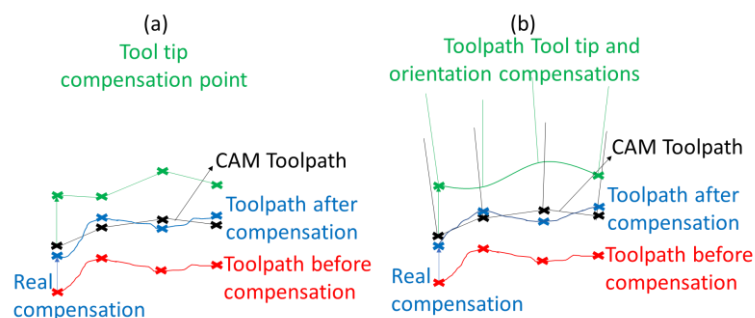 (a)
Tool tip
compensation point
CAM Toolpath
Toolpath after
compensation
Real
compensation
Toolpath before
compensation
(b)
Toolpath Tool tip and
orientation compensations
CAM Toolpath
Toolpath after
compensation
Real
compensation
Toolpath before
compensation